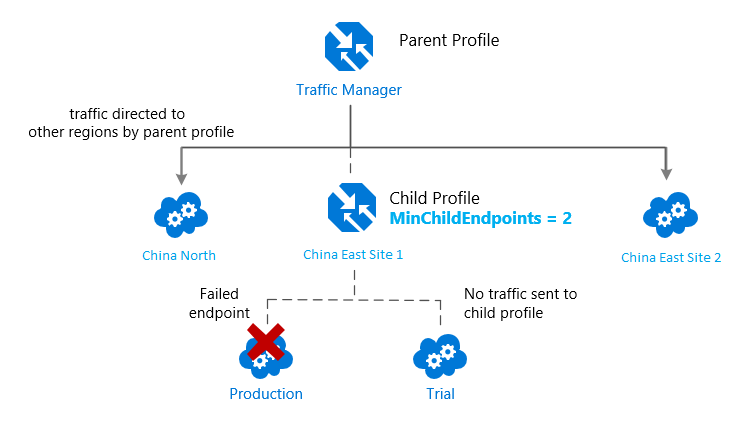 Parent Profile
Traffic Manager
traffic directed to
other regions by parent profile
Child Profile
MinChildEndpoints = 2
China North
China East Site 1
China East Site 2
Failed
endpoint
No traffic sent to
child profile
Production
Trial